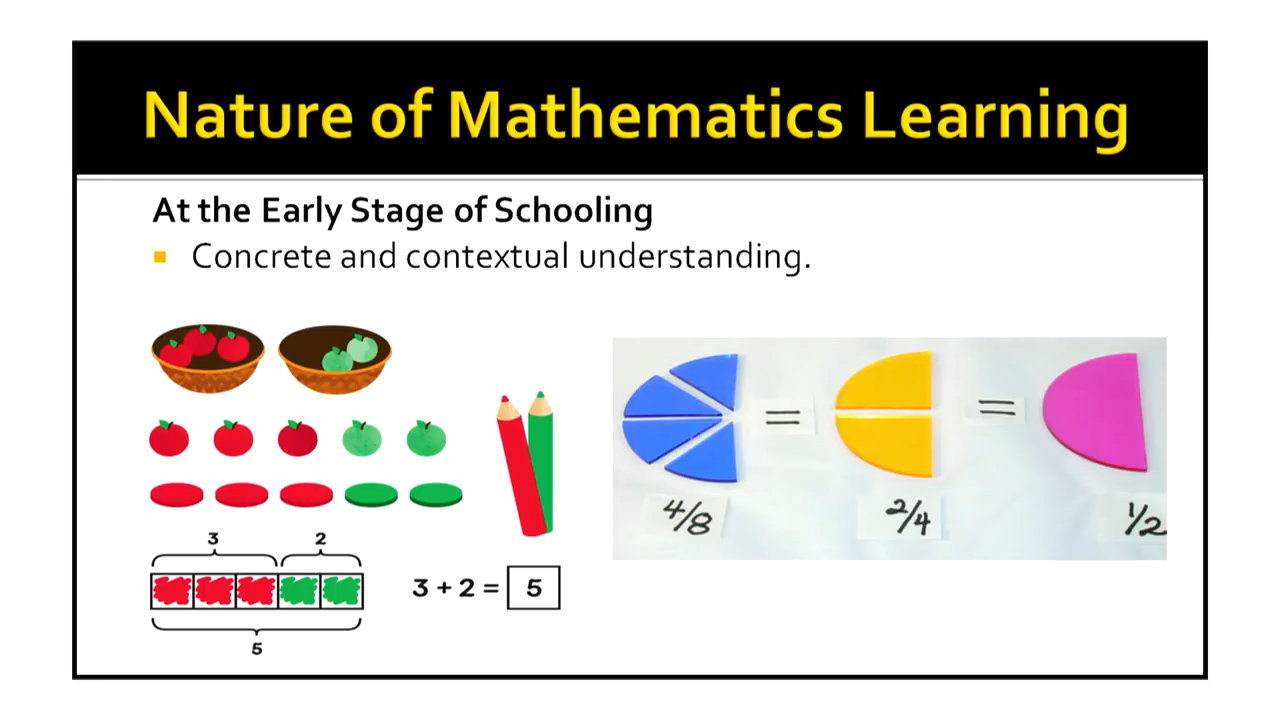 Nature of Mathematics Learning
At the Early Stage of Schooling
Concrete and contextual understanding.
3 2
5
3 + 2 = 5
= =
4/8 2/4 1/2